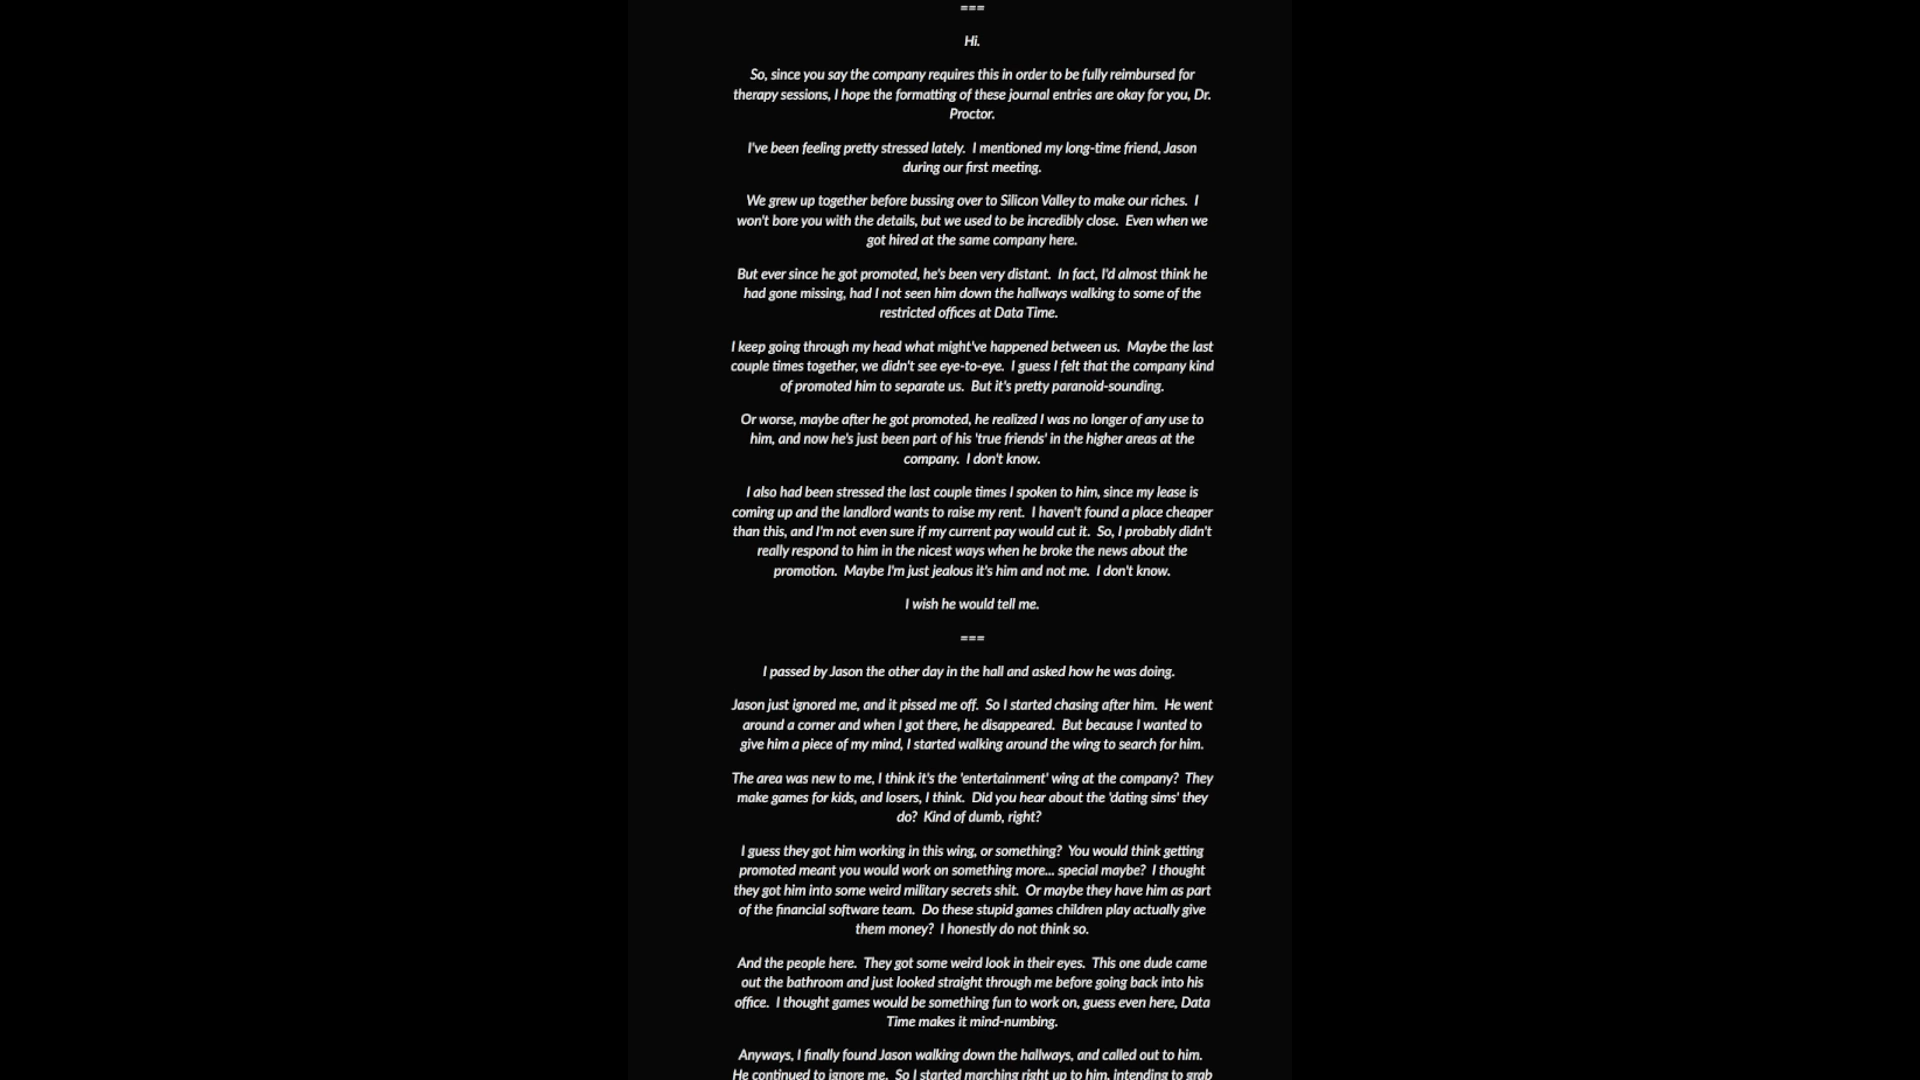 ===
Hi.
So, since you say the company requires this in order to be fully reimbursed for
therapy sessions, I hope the formatting of these journal entries are okay for you, Dr.
Proctor.
I've been feeling pretty stressed lately.  I mentioned my long-time friend, Jason
during our first meeting.
We grew up together before bussing over to Silicon Valley to make our riches.  I
won't bore you with the details, but we used to be incredibly close.  Even when we
got hired at the same company here.
But ever since he got promoted, he's been very distant.  In fact, I'd almost think he
had gone missing, had I not seen him down the hallways walking to some of the
restricted offices at Data Time.
I keep going through my head what might've happened between us.  Maybe the last
couple times together, we didn't see eye-to-eye.  I guess I felt that the company kind
of promoted him to separate us.  But it's pretty paranoid-sounding.
Or worse, maybe after he got promoted, he realized I was no longer of any use to
him, and now he's just been part of his 'true friends' in the higher areas at the
company.  I don't know.
I also had been stressed the last couple times I spoken to him, since my lease is
coming up and the landlord wants to raise my rent.  I haven't found a place cheaper
than this, and I'm not even sure if my current pay would cut it.  So, I probably didn't
really respond to him in the nicest ways when he broke the news about the
promotion.  Maybe I'm just jealous it's him and not me.  I don't know.
I wish he would tell me.
===
I passed by Jason the other day in the hall and asked how he was doing.
Jason just ignored me, and it pissed me off.  So I started chasing after him.  He went
around a corner and when I got there, he disappeared.  But because I wanted to
give him a piece of my mind, I started walking around the wing to search for him.
The area was new to me, I think it's the 'entertainment' wing at the company?  They
make games for kids, and losers, I think.  Did you hear about the 'dating sims' they
do?  Kind of dumb, right?
I guess they got him working in this wing, or something?  You would think getting
promoted meant you would work on something more... special maybe?  I thought
they got him into some weird military secrets shit.  Or maybe they have him as part
of the financial software team.  Do these stupid games children play actually give
them money?  I honestly do not think so.
And the people here.  They got some weird look in their eyes.  This one dude came
out the bathroom and just looked straight through me before going back into his
office.  I thought games would be something fun to work on, guess even here, Data
Time makes it mind-numbing.
Anyways, I finally found Jason walking down the hallways, and called out to him.
He continued to ignore me.  So I started marching right up to him, intending to grab